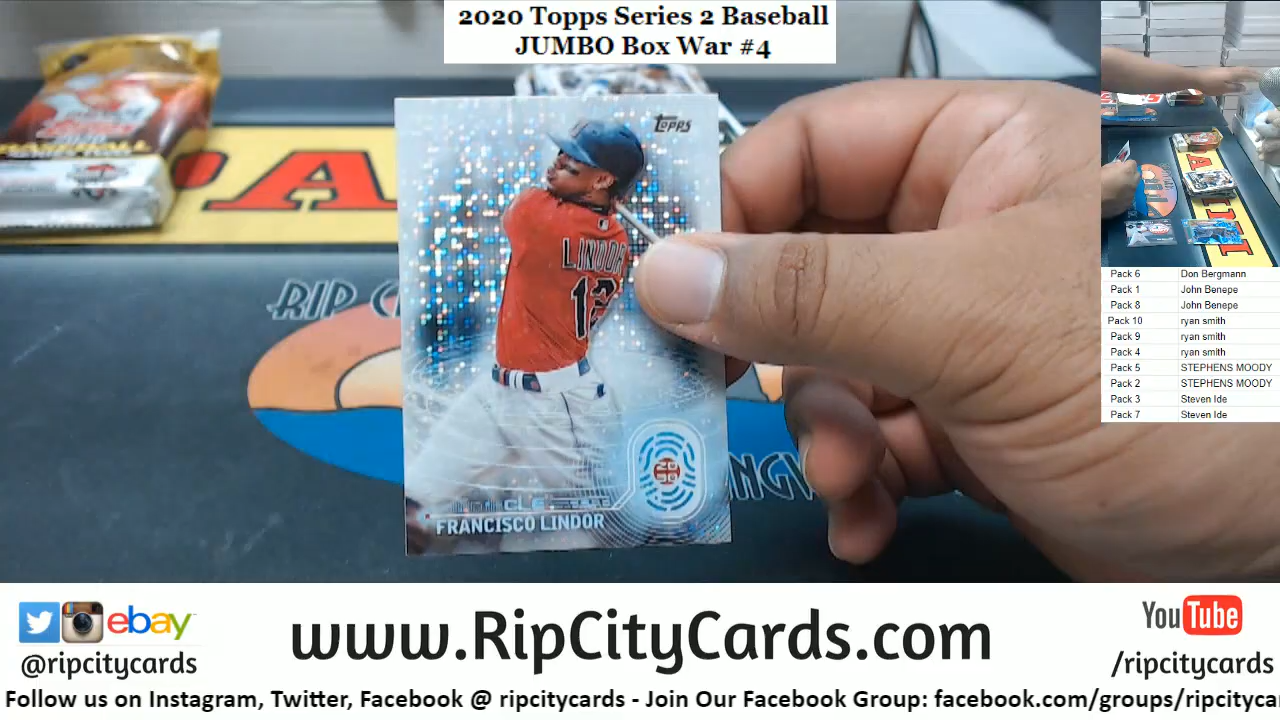 2020 Topps Series 2 Baseball
JUMBO Box War #4
TOPPS
LINDOR
12
FRANCISCO LINDOR
RIP C
BASEBALL
Pack 6 Don Bergmann
Pack 1 John Benepe
Pack 8 John Benepe
Pack 10 ryan smith
Pack 9 ryan smith
Pack 4 ryan smith
Pack 5 STEPHENS MOODY
Pack 2 STEPHENS MOODY
Pack 3 Steven Ide
Pack 7 Steven Ide
ebay
@ripcitycards
www.RipCityCards.com
YouTube
/ripcitycards
Follow us on Instagram, Twitter, Facebook @ ripcitycards - Join Our Facebook Group: facebook.com/groups/ripcityca